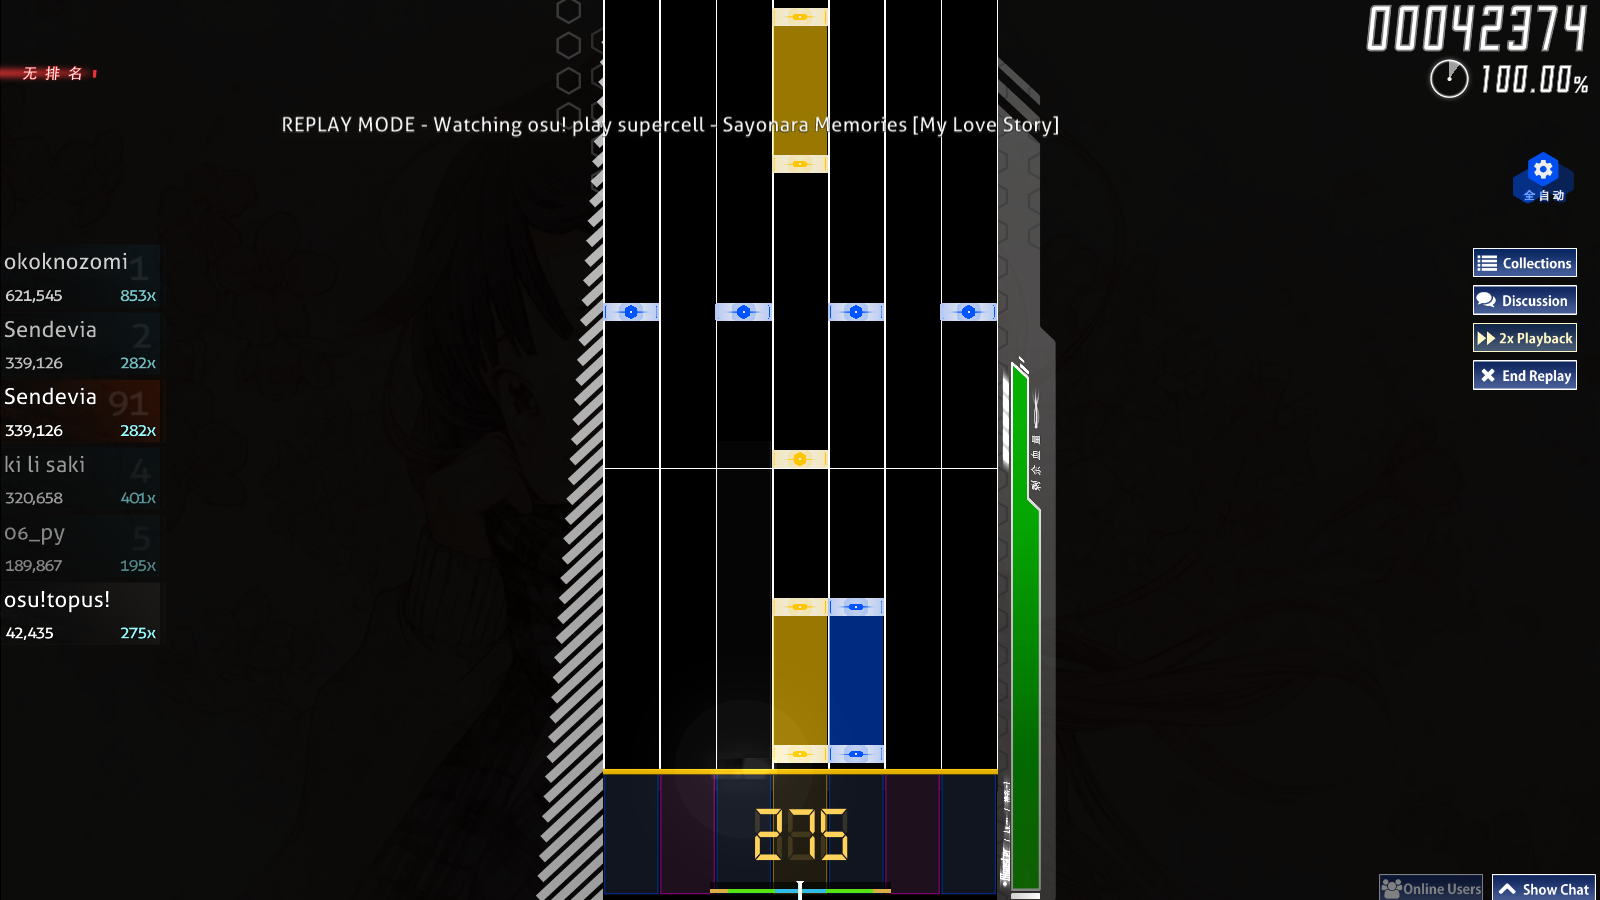 00042374
100.00%
无排名
REPLAY MODE - Watching osu! play supercell - Sayonara Memories [My Love Story]
全自动
okoknozomi 1
621,545 853x
Sendevia 2
339,126 282x
Sendevia 91
339,126 282x
ki li saki 4
320,658 401x
06_py 5
189,867 195x
osu!topus!
42,435 275x
Collections
Discussion
2x Playback
End Replay
275
Online Users
Show Chat